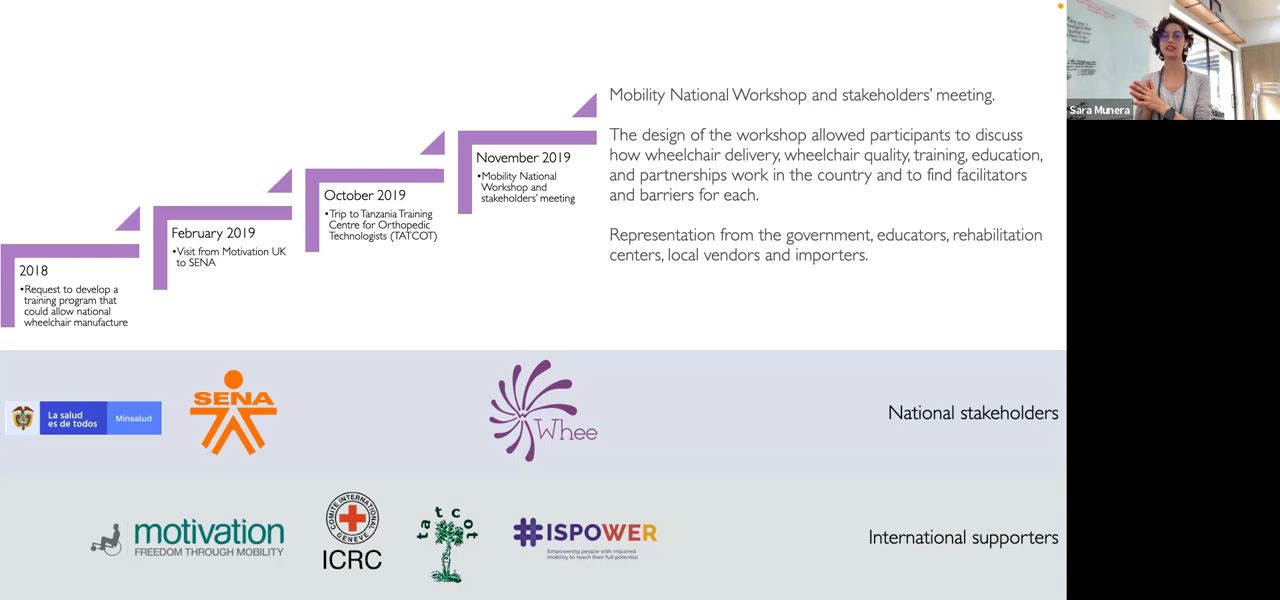 Mobility National Workshop and stakeholders' meeting.
The design of the workshop allowed participants to discuss
how wheelchair delivery, wheelchair quality, training, education,
and partnerships work in the country and to find facilitators
and barriers for each.
Representation from the government, educators, rehabilitation
centers, local vendors and importers.
2018
•Request to develop a
training program that
could allow national
wheelchair manufacture
February 2019
•Visit from Motivation UK
to SENA
October 2019
•Trip to Tanzania Training
Centre for Orthopedic
Technologists (TATCOT)
November 2019
•Mobility National
Workshop and
stakeholders' meeting
La salud
es de todos
Minsalud
SENA
Whee
National stakeholders
motivation
FREEDOM THROUGH MOBILITY
COMITE INTERNATIONAL
GENEVE
ICRC
tatcot
#ISPOWER
Empowering people with impaired
mobility to reach their full potential.
International supporters
Sara Munera